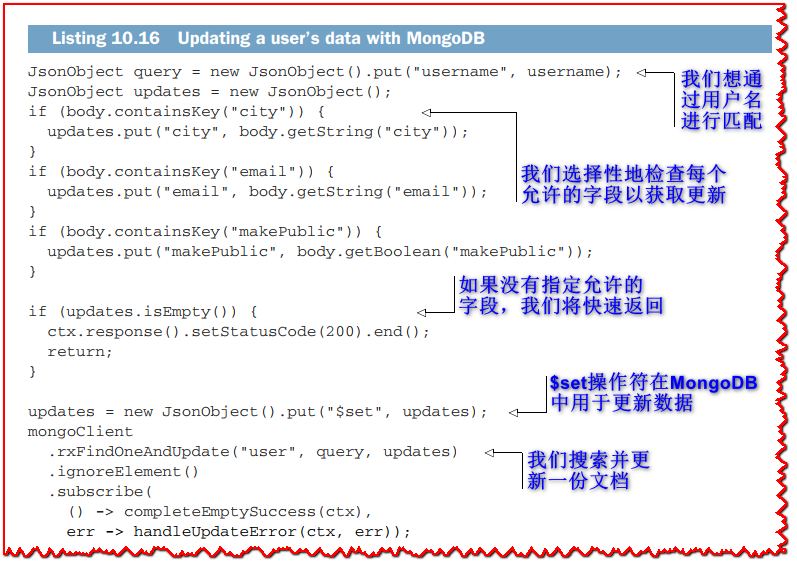 Listing 10.16 Updating a user's data with MongoDB
JsonObject query = new JsonObject().put("username", username);
我们想通
过用户名
进行匹配
JsonObject updates = new JsonObject();
if (body.containsKey("city")) {
updates.put("city", body.getString("city"));
}
我们选择性地检查每个
允许的字段以获取更新
if (body.containsKey("email")) {
updates.put("email", body.getString("email"));
}
if (body.containsKey("makePublic")) {
updates.put("makePublic", body.getBoolean("makePublic"));
}
如果没有指定允许的
字段，我们将快速返回
if (updates.isEmpty()) {
ctx.response().setStatusCode(200).end();
return;
}
$set操作符在MongoDB
中用于更新数据
updates = new JsonObject().put("$set", updates);
mongoClient
.rxFindOneAndUpdate("user", query, updates)
我们搜索并更
新一份文档
.ignoreElement()
.subscribe(
() -> completeEmptySuccess(ctx),
err -> handleUpdateError(ctx, err));